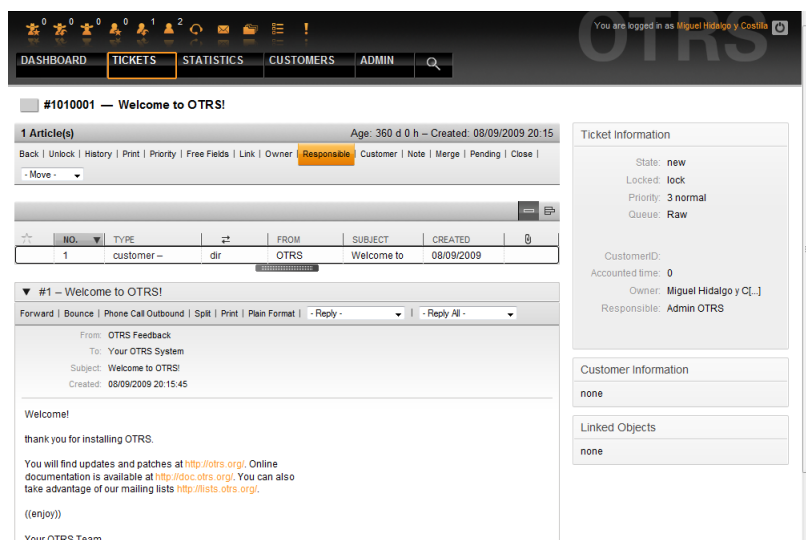 0 0 0 0 1 2
You are logged in as Miguel Hidalgo y Costilla
OTRS
DASHBOARD TICKETS STATISTICS CUSTOMERS ADMIN
#1010001 — Welcome to OTRS!
1 Article(s) Age: 360 d 0 h – Created: 08/09/2009 20:15
Back | Unlock | History | Print | Priority | Free Fields | Link | Owner | Responsible | Customer | Note | Merge | Pending | Close |
- Move -
NO. ▼ TYPE FROM SUBJECT CREATED
1 customer – dir OTRS Welcome to 08/09/2009
▼ #1 – Welcome to OTRS!
Forward | Bounce | Phone Call Outbound | Split | Print | Plain Format | - Reply - | - Reply All -
From: OTRS Feedback
To: Your OTRS System
Subject: Welcome to OTRS!
Created: 08/09/2009 20:15:45
Welcome!
thank you for installing OTRS.
You will find updates and patches at http://otrs.org/. Online
documentation is available at http://doc.otrs.org/. You can also
take advantage of our mailing lists http://lists.otrs.org/.
((enjoy))
Your OTRS Team
Ticket Information
State: new
Locked: lock
Priority: 3 normal
Queue: Raw
CustomerID:
Accounted time: 0
Owner: Miguel Hidalgo y C[...]
Responsible: Admin OTRS
Customer Information
none
Linked Objects
none